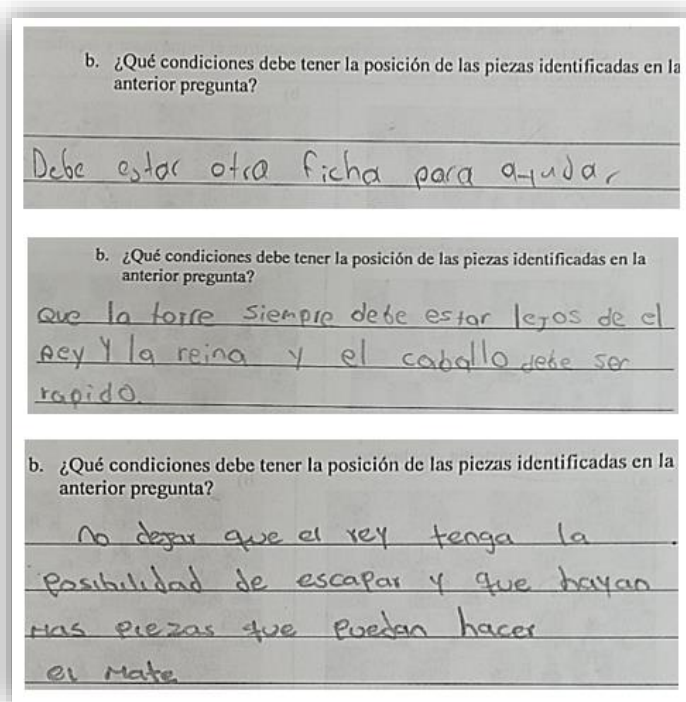 b. ¿Qué condiciones debe tener la posición de las piezas identificadas en la
anterior pregunta?
Debe estar otra ficha para ayudar
b. ¿Qué condiciones debe tener la posición de las piezas identificadas en la
anterior pregunta?
Que la torre siempre debe estar lejos de el
Rey y la reina y el caballo debe ser
rapido.
b. ¿Qué condiciones debe tener la posición de las piezas identificadas en la
anterior pregunta?
No dejar que el rey tenga la
posibilidad de escapar y que hayan
mas piezas que puedan hacer
el mate